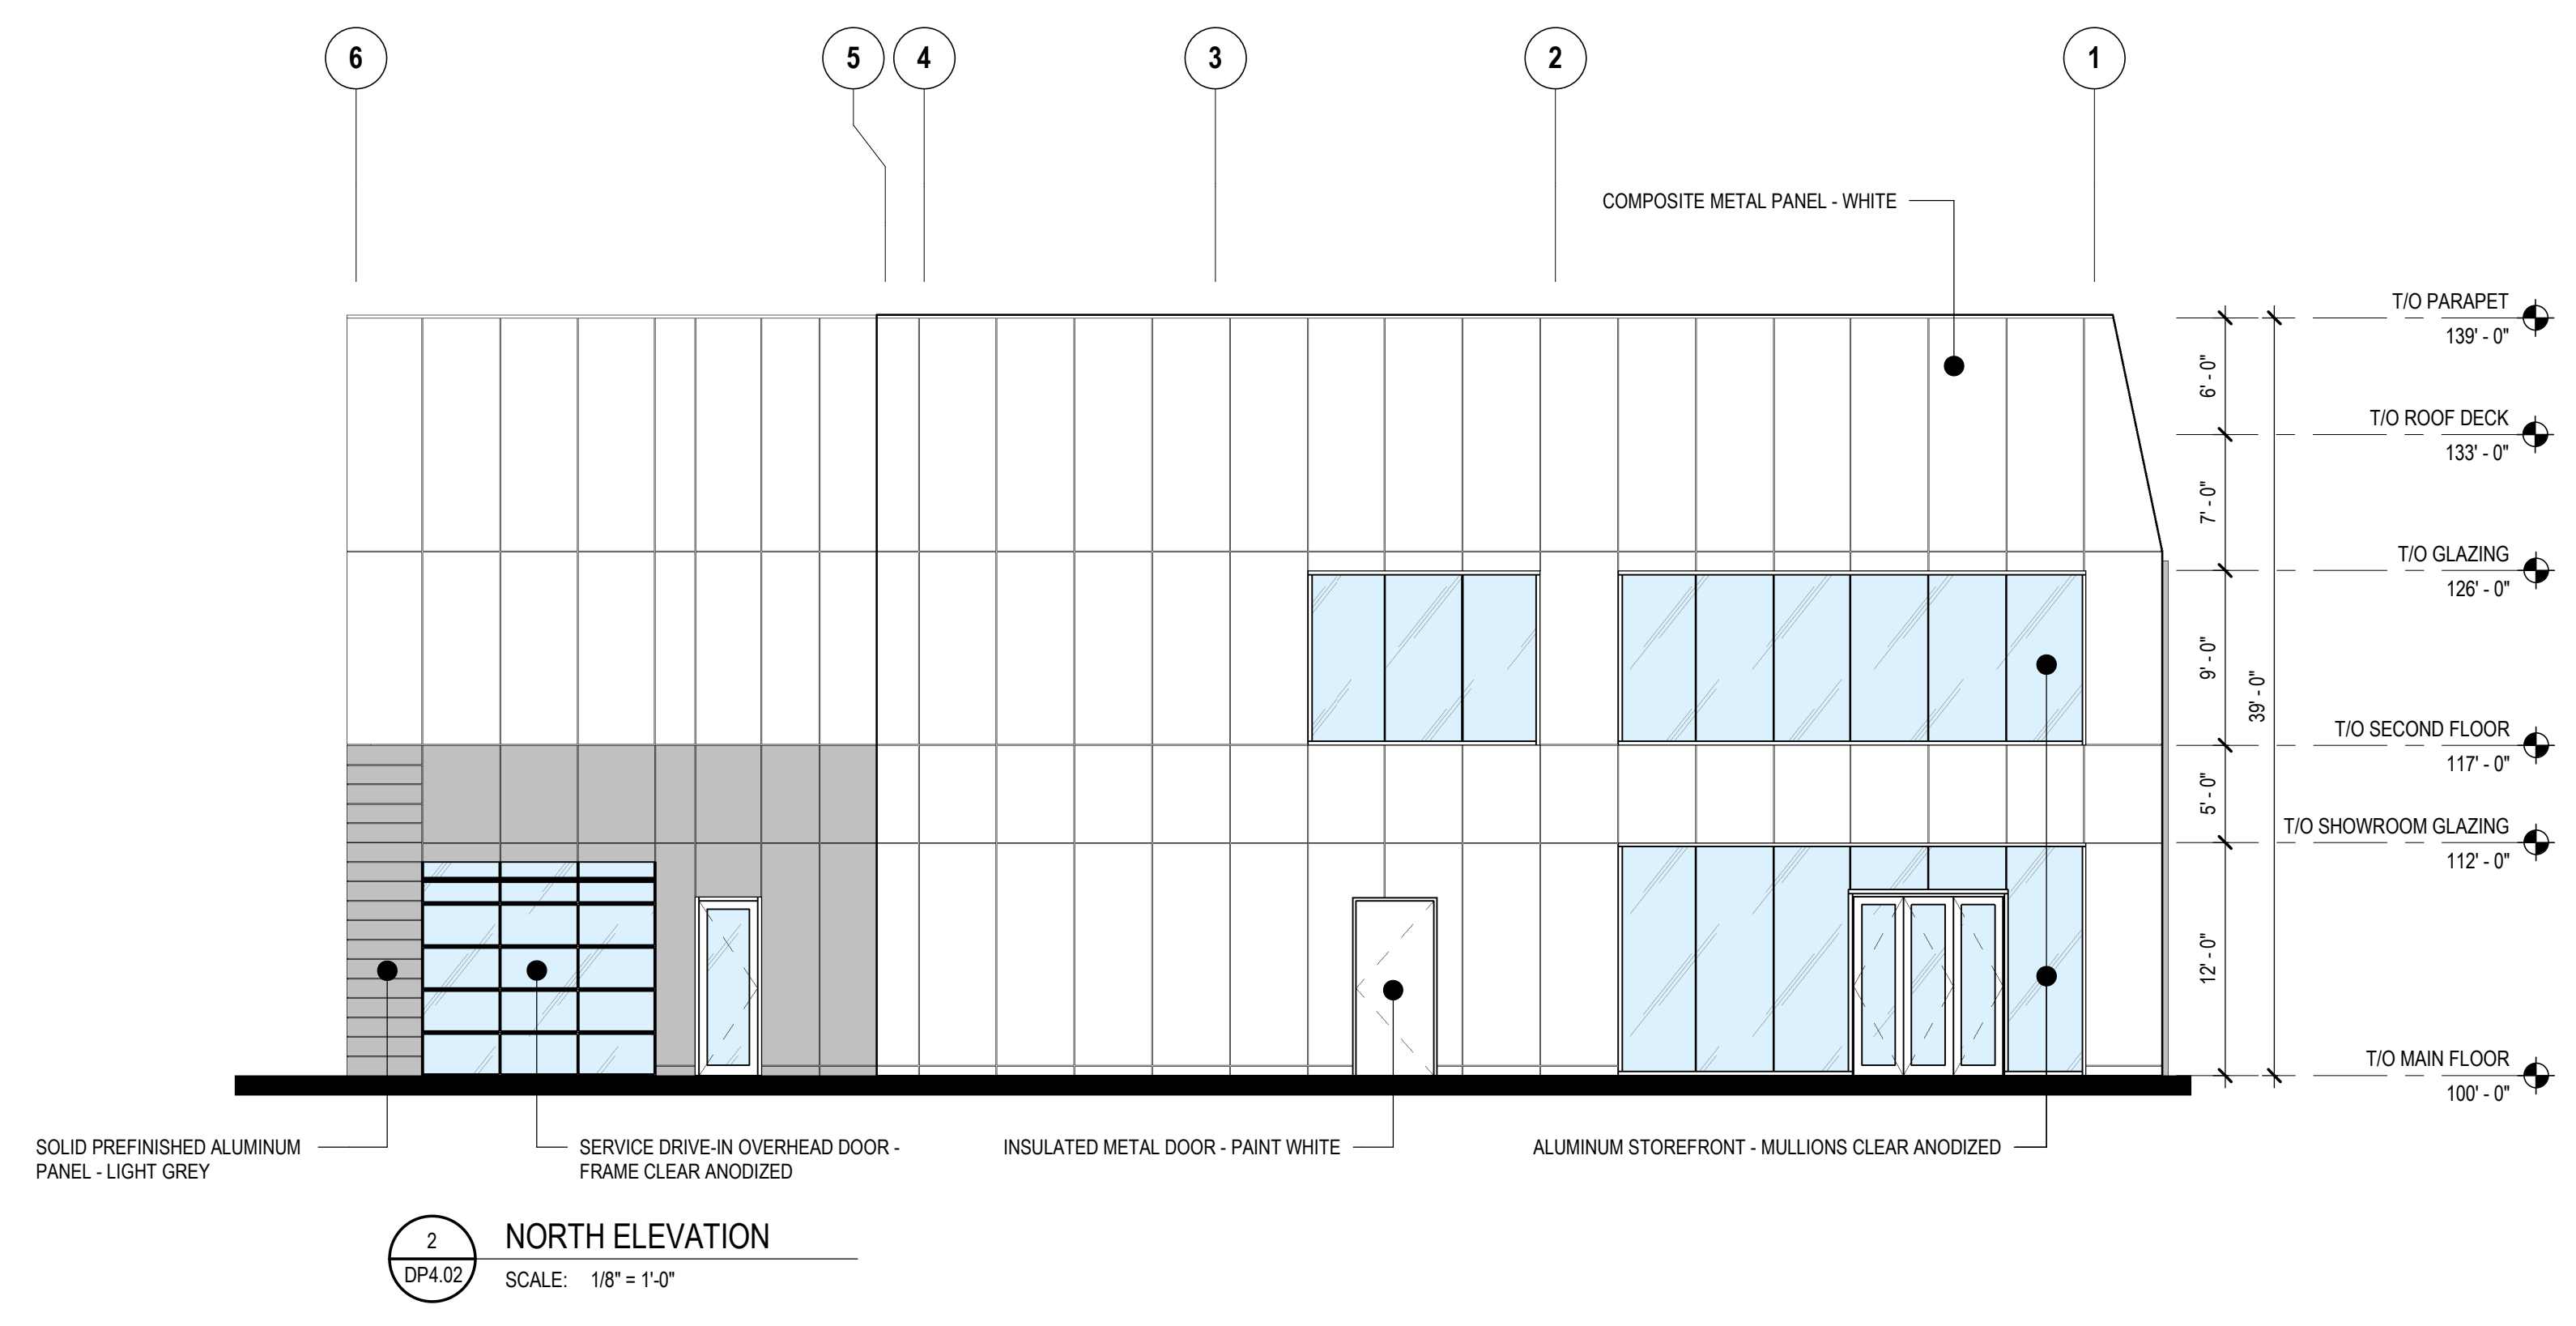 6
5
4
3
2
1
COMPOSITE METAL PANEL - WHITE
T/O PARAPET
139' - 0"
6' - 0"
T/O ROOF DECK
133' - 0"
7' - 0"
T/O GLAZING
126' - 0"
9' - 0"
39' - 0"
T/O SECOND FLOOR
117' - 0"
5' - 0"
T/O SHOWROOM GLAZING
112' - 0"
12' - 0"
T/O MAIN FLOOR
100' - 0"
SOLID PREFINISHED ALUMINUM
PANEL - LIGHT GREY
SERVICE DRIVE-IN OVERHEAD DOOR -
FRAME CLEAR ANODIZED
INSULATED METAL DOOR - PAINT WHITE
ALUMINUM STOREFRONT - MULLIONS CLEAR ANODIZED
2
DP4.02
NORTH ELEVATION
SCALE: 1/8" = 1'-0"